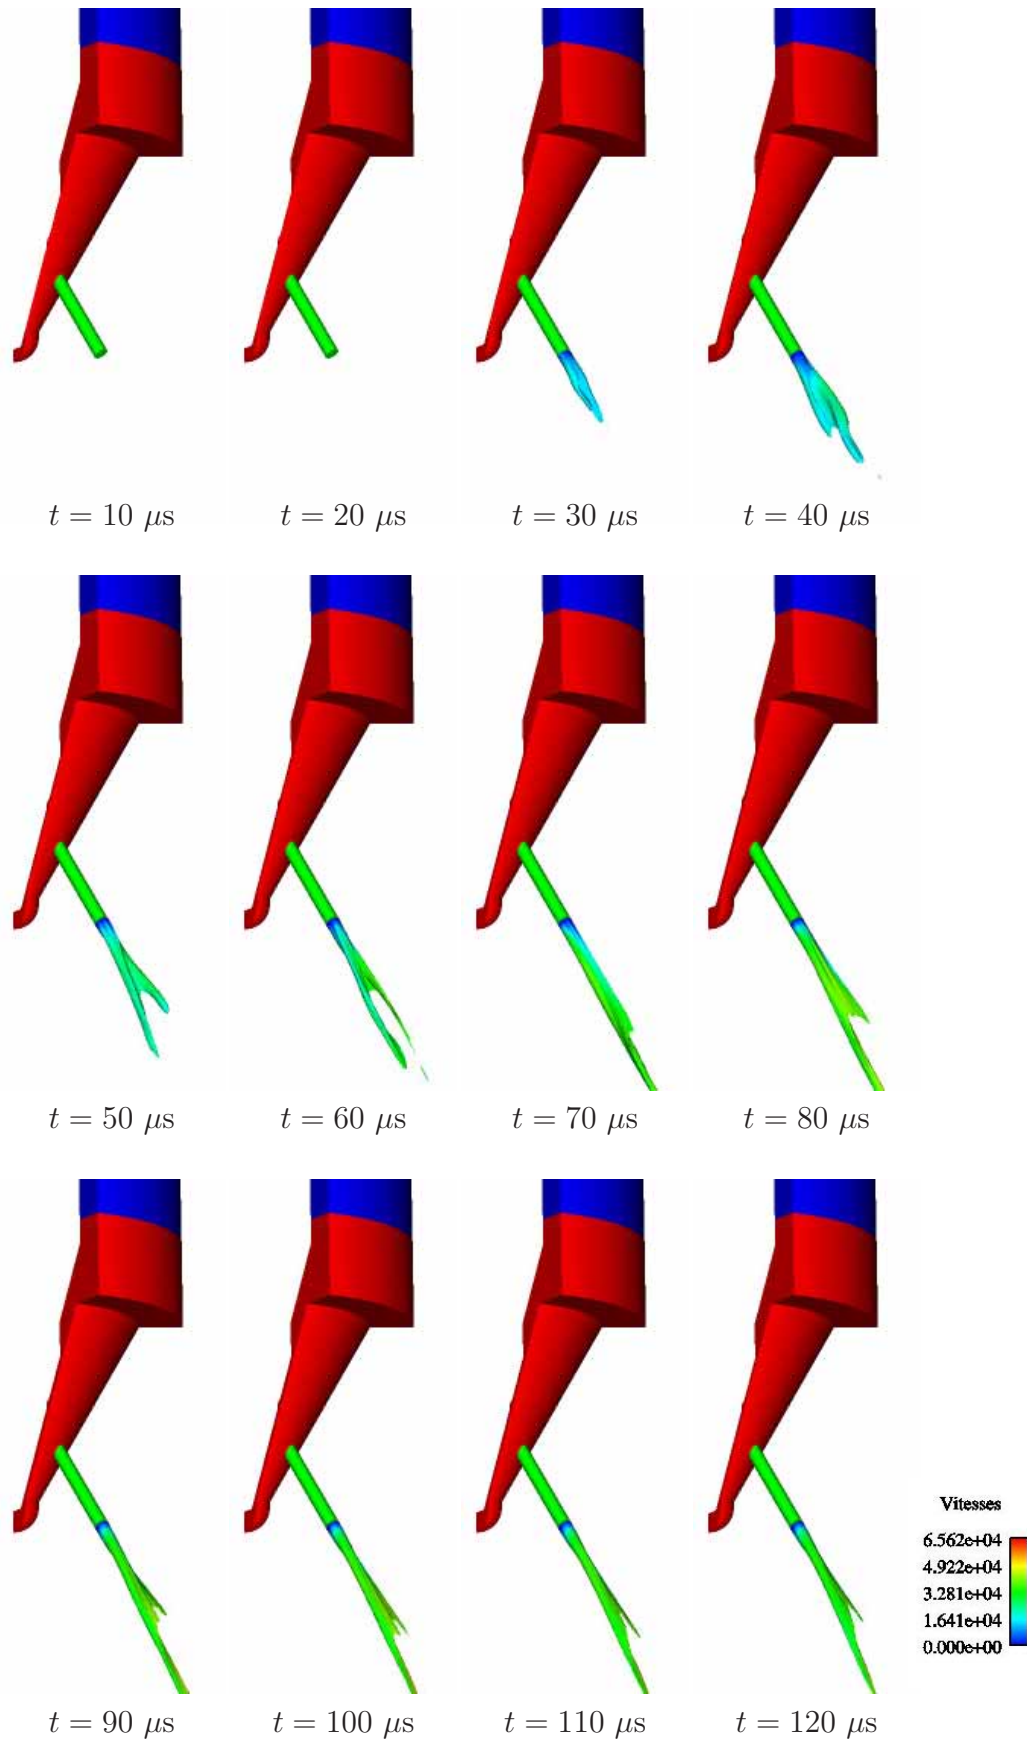 t = 10 μs t = 20 μs t = 30 μs t = 40 μs
t = 50 μs t = 60 μs t = 70 μs t = 80 μs
Vitesses
6.562e+04
4.922e+04
3.281e+04
1.641e+04
0.000e+00
t = 90 μs t = 100 μs t = 110 μs t = 120 μs